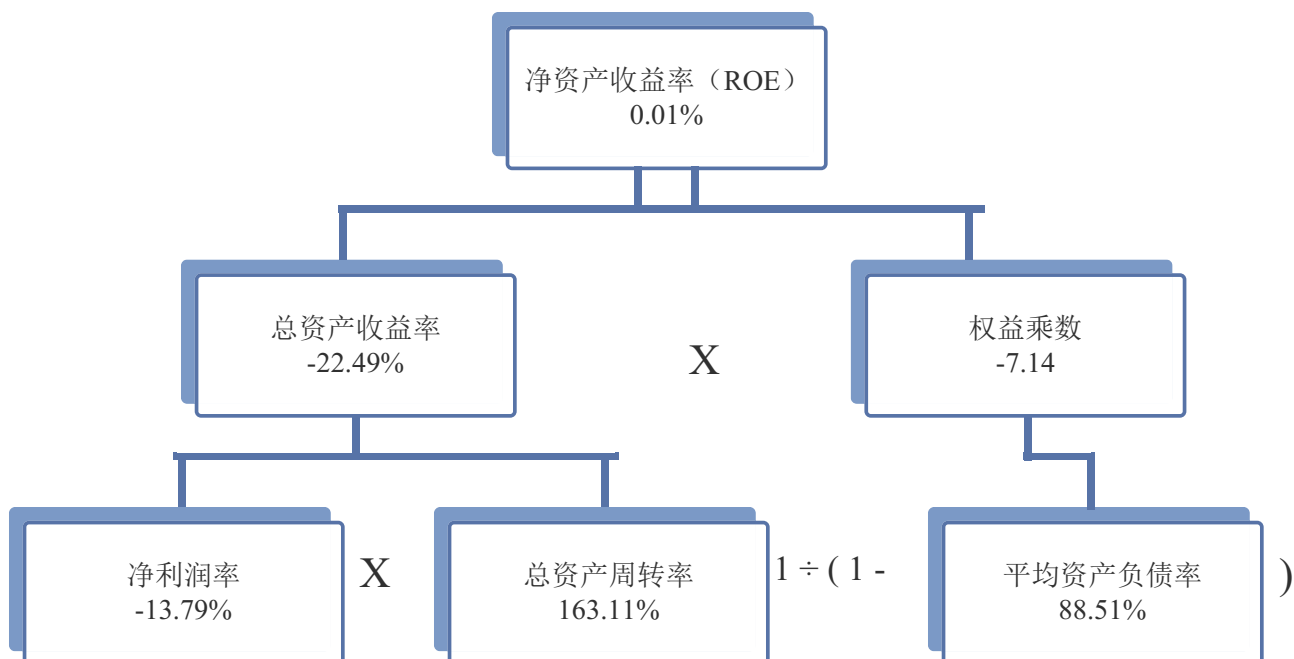 净资产收益率（ROE）
0.01%
总资产收益率
-22.49%
X
权益乘数
-7.14
净利润率
-13.79%
X
总资产周转率
163.11%
1 ÷ ( 1 -
平均资产负债率
88.51%
)